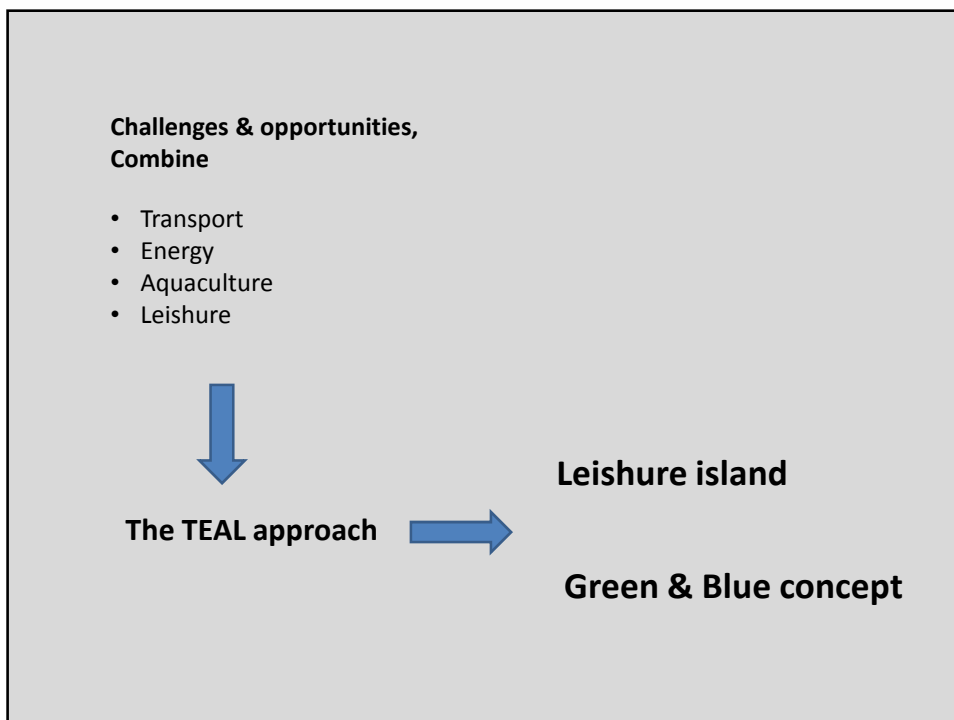 Challenges & opportunities,
Combine
• Transport
• Energy
• Aquaculture
• Leishure
Leishure island
The TEAL approach
Green & Blue concept